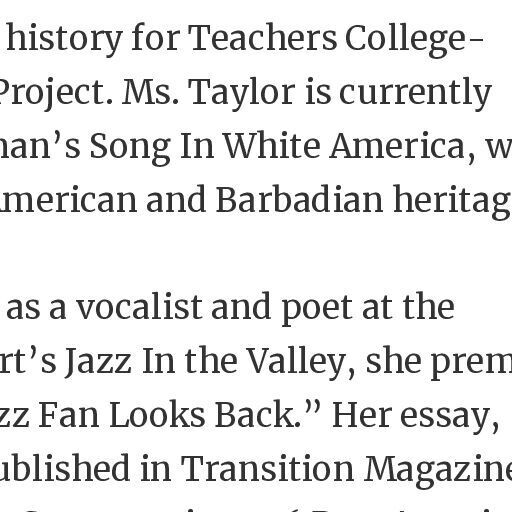 history for Teachers College-
Project. Ms. Taylor is currently
man's Song In White America, w
American and Barbadian heritag
as a vocalist and poet at the
rt's Jazz In the Valley, she prem
zz Fan Looks Back.” Her essay,
ublished in Transition Magazine